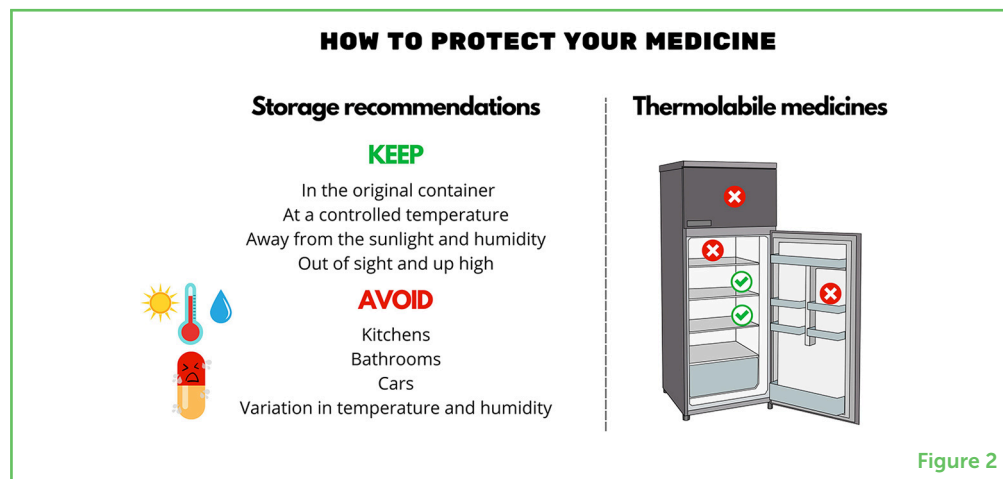 HOW TO PROTECT YOUR MEDICINE
Storage recommendations
KEEP
In the original container
At a controlled temperature
Away from the sunlight and humidity
Out of sight and up high
AVOID
Kitchens
Bathrooms
Cars
Variation in temperature and humidity
Thermolabile medicines
Figure 2